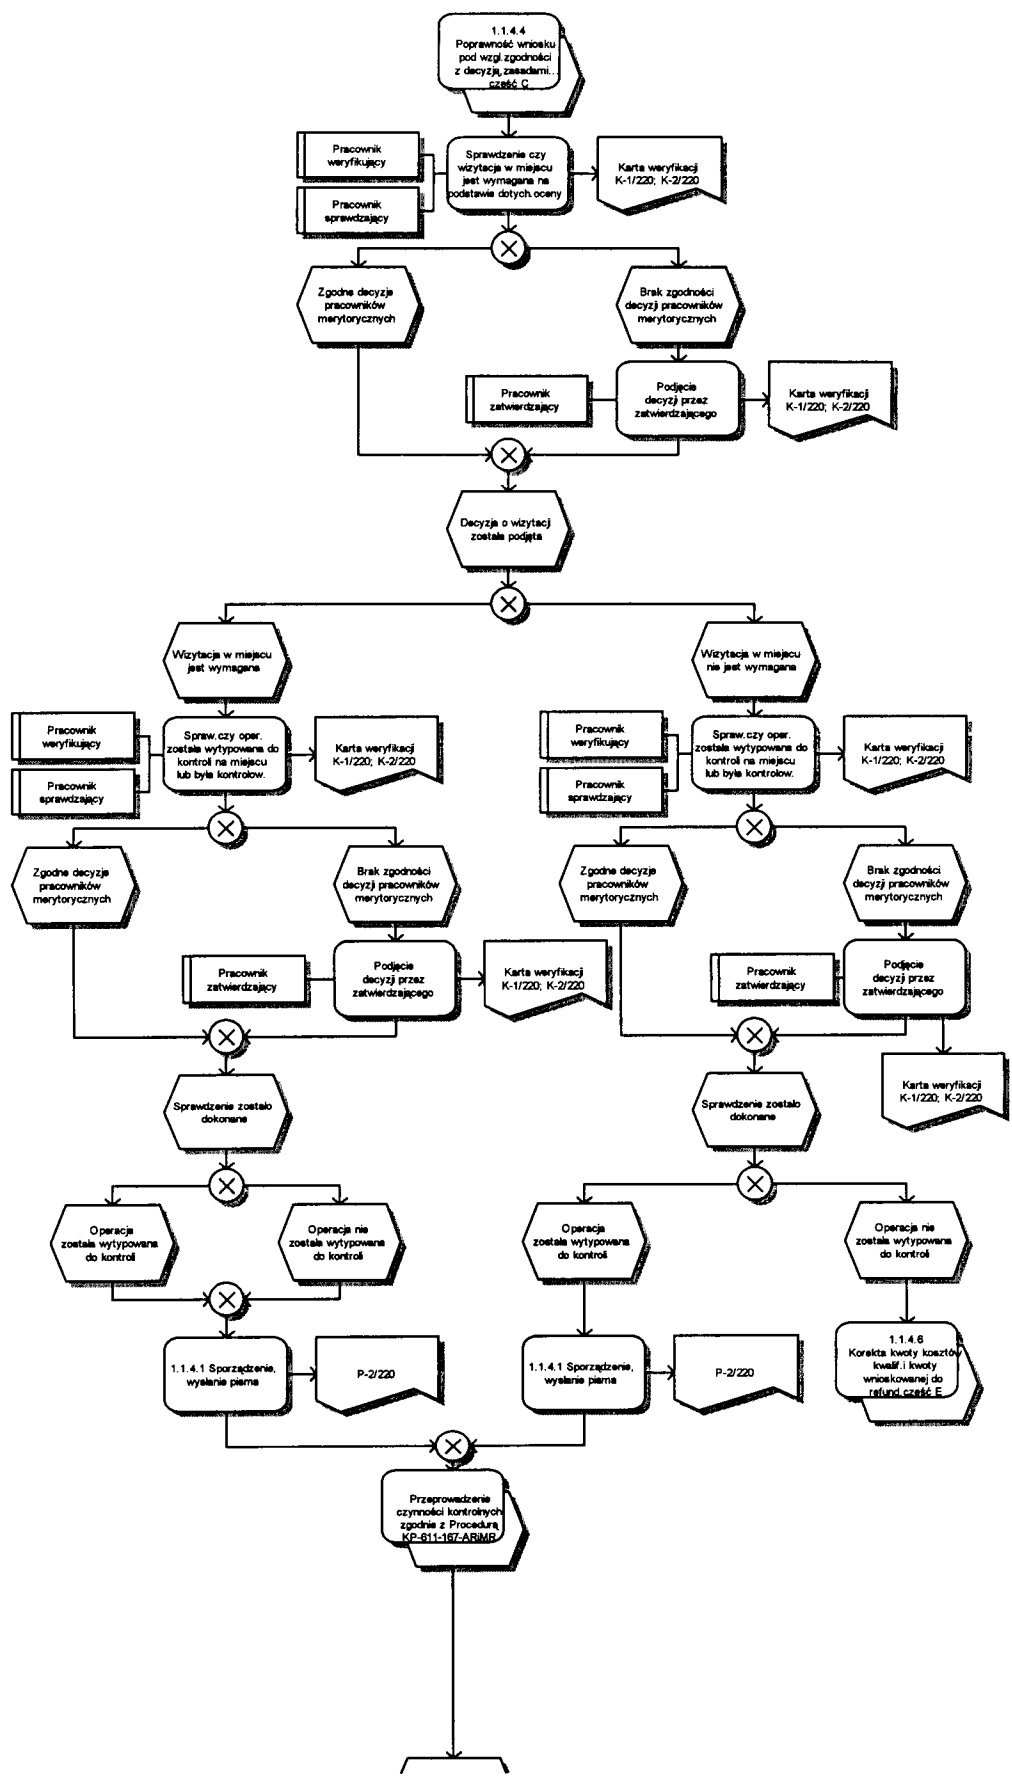 1.1.4.4
Poprawność wniosku
pod wzgl.zgodności
z decyzją,zasadami...
cześć C
Pracownik
weryfikujący
Pracownik
sprawdzający
Sprawdzenie czy
wizytacja w miejscu
jest wymagana na
podstawie dotych.oceny
Karta weryfikacji
K-1/220; K-2/220
Zgodne decyzje
pracowników
merytorycznych
Brak zgodności
decyzji pracowników
merytorycznych
Pracownik
zatwierdzający
Podjęcie
decyzji przez
zatwierdzającego
Karta weryfikacji
K-1/220; K-2/220
Decyzja o wizytacji
została podjęta
Wizytacja w miejscu
jest wymagana
Wizytacja w miejscu
nie jest wymagana
Pracownik
weryfikujący
Pracownik
sprawdzający
Spraw.czy oper.
została wytypowana do
kontroli na miejscu
lub była kontrolow.
Karta weryfikacji
K-1/220; K-2/220
Pracownik
weryfikujący
Pracownik
sprawdzający
Spraw.czy oper.
została wytypowana do
kontroli na miejscu
lub była kontrolow.
Karta weryfikacji
K-1/220; K-2/220
Zgodne decyzje
pracowników
merytorycznych
Brak zgodności
decyzji pracowników
merytorycznych
Zgodne decyzje
pracowników
merytorycznych
Brak zgodności
decyzji pracowników
merytorycznych
Pracownik
zatwierdzający
Podjęcie
decyzji przez
zatwierdzającego
Karta weryfikacji
K-1/220; K-2/220
Pracownik
zatwierdzający
Podjęcie
decyzji przez
zatwierdzającego
Karta weryfikacji
K-1/220; K-2/220
Sprawdzenie zostało
dokonane
Sprawdzenie zostało
dokonane
Operacja
została wytypowana
do kontroli
Operacja nie
została wytypowana
do kontroli
Operacja
została wytypowana
do kontroli
Operacja nie
została wytypowana
do kontroli
1.1.4.1 Sporządzenie,
wysłanie pisma
P-2/220
1.1.4.1 Sporządzenie,
wysłanie pisma
P-2/220
1.1.4.6
Korekta kwoty kosztów
kwalif.i kwoty
wnioskowanej do
refund.cześć E
Przeprowadzenie
czynności kontrolnych
zgodnie z Procedurą
KP-611-167-ARiMR